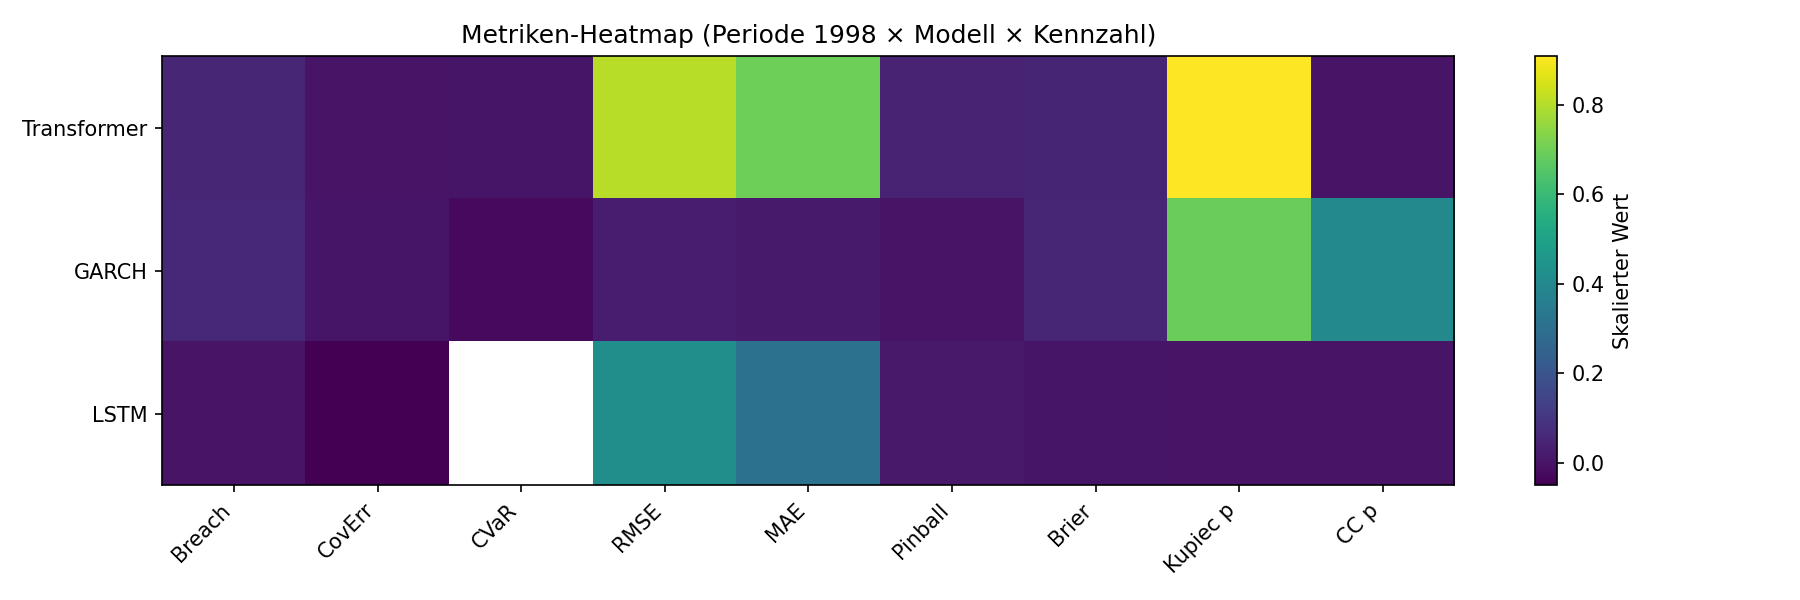 Metriken-Heatmap (Periode 1998 × Modell × Kennzahl)
Transformer
GARCH
LSTM
Breach
CovErr
CVaR
RMSE
MAE
Pinball
Brier
Kupiec p
CC p
0.8
0.6
0.4
0.2
0.0
Skalierter Wert